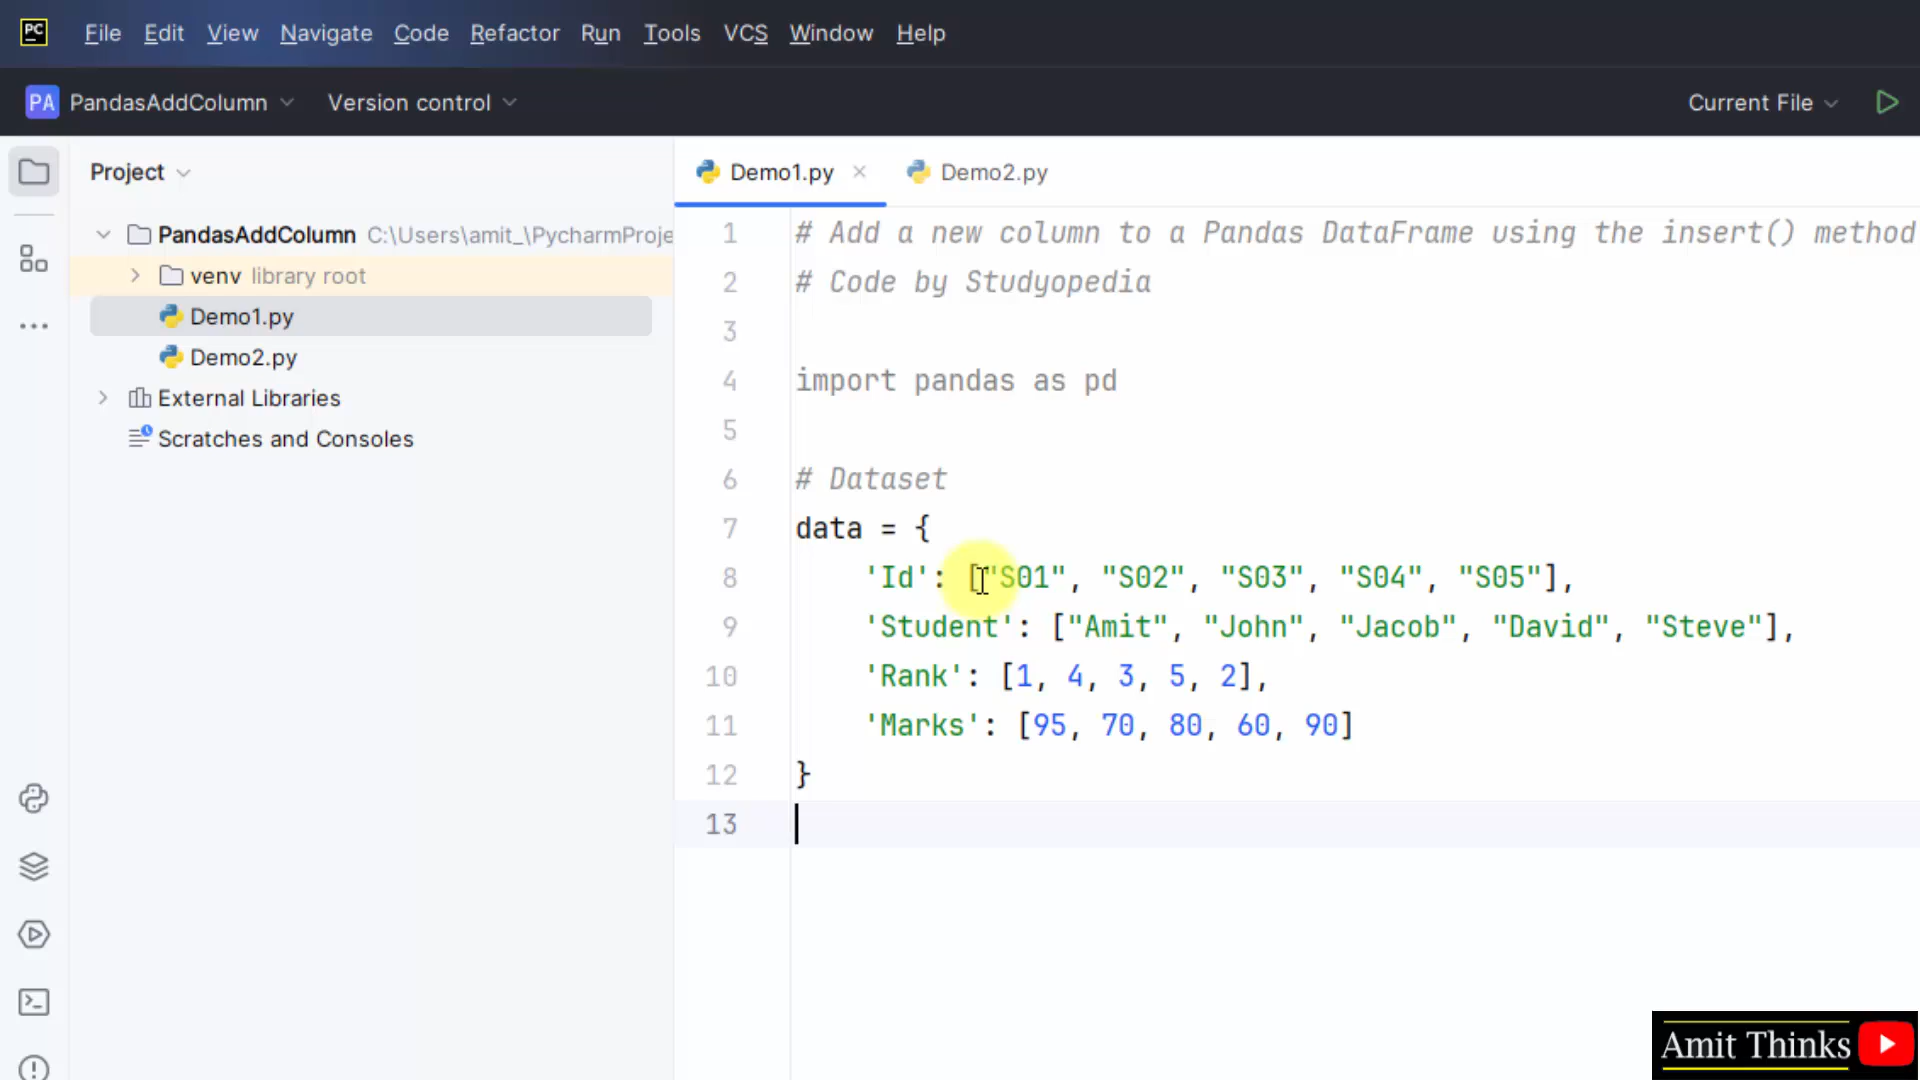 PC File Edit View Navigate Code Refactor Run Tools VCS Window Help
PA PandasAddColumn Version control Current File
Project
Demo1.py Demo2.py
PandasAddColumn C:\Users\amit_\PycharmProje
venv library root
Demo1.py
Demo2.py
External Libraries
Scratches and Consoles
1 # Add a new column to a Pandas DataFrame using the insert() method
2 # Code by Studyopedia
3
4 import pandas as pd
5
6 # Dataset
7 data = {
8 'Id': ["S01", "S02", "S03", "S04", "S05"],
9 'Student': ["Amit", "John", "Jacob", "David", "Steve"],
10 'Rank': [1, 4, 3, 5, 2],
11 'Marks': [95, 70, 80, 60, 90]
12 }
13
Amit Thinks